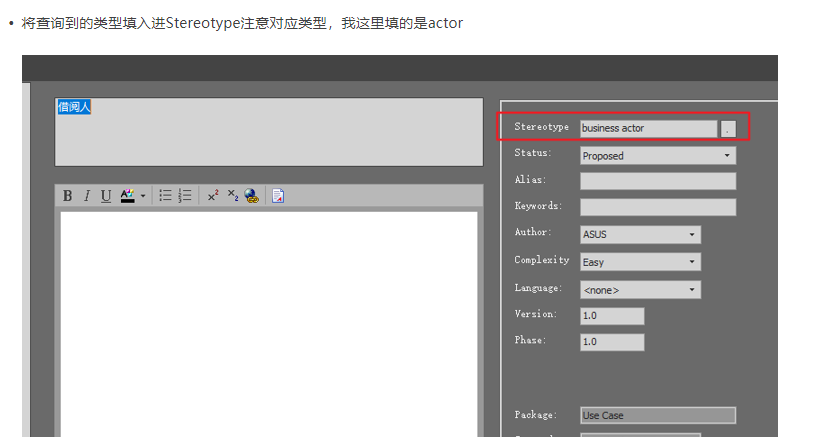 将查询到的类型填入进Stereotype注意对应类型，我这里填的是actor
借阅人
Stereotype business actor .
Status: Proposed
Alias:
Keywords:
B I U x² x₂
Author: ASUS
Complexity Easy
Language: <none>
Version: 1.0
Phase: 1.0
Package: Use Case